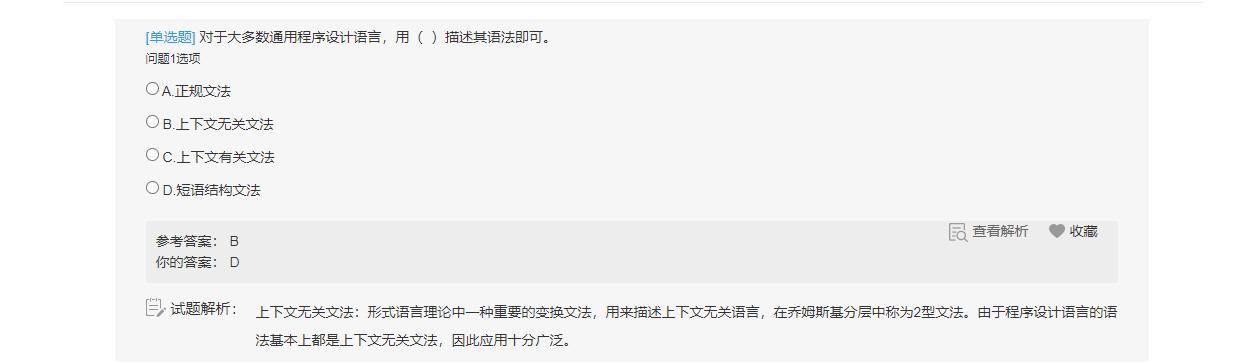 [单选题] 对于大多数通用程序设计语言，用（  ）描述其语法即可。
问题1选项
A.正规文法
B.上下文无关文法
C.上下文有关文法
D.短语结构文法
查看解析 收藏
参考答案： B
你的答案： D
试题解析： 上下文无关文法：形式语言理论中一种重要的变换文法，用来描述上下文无关语言，在乔姆斯基分层中称为2型文法。由于程序设计语言的语
法基本上都是上下文无关文法，因此应用十分广泛。